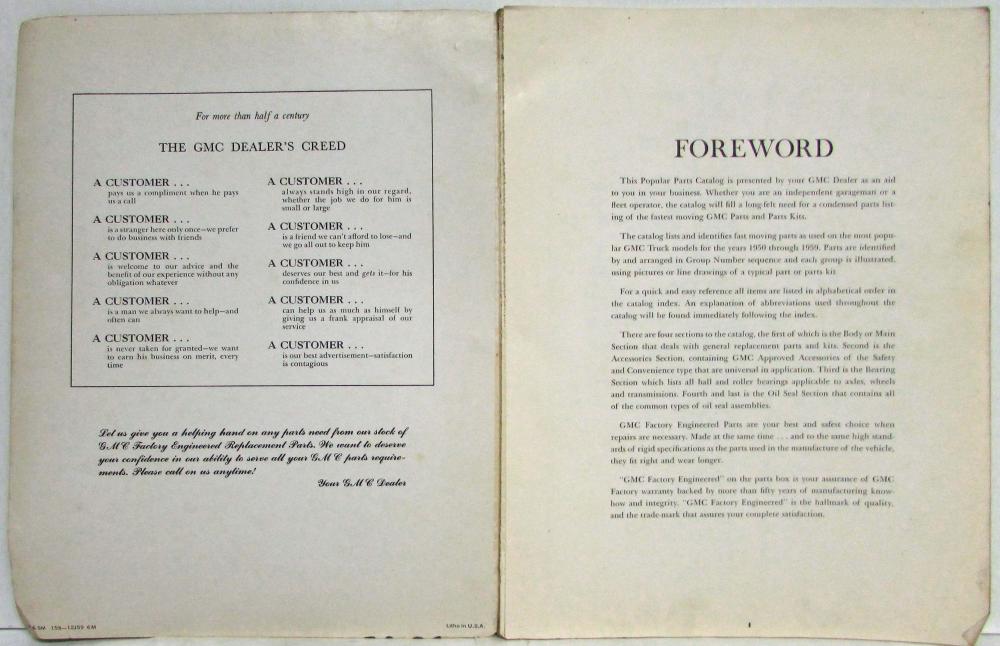 For more than half a century
THE GMC DEALER'S CREED
A CUSTOMER . . .
pays us a compliment when he pays
us a call
A CUSTOMER . . .
is a stranger here only once—we prefer
to do business with friends
A CUSTOMER . . .
is welcome to our advice and the
benefit of our experience without any
obligation whatever
A CUSTOMER . . .
is a man we always want to help—and
often can
A CUSTOMER . . .
is never taken for granted—we want
to earn his business on merit, every
time
A CUSTOMER . . .
always stands high in our regard,
whether the job we do for him is
small or large
A CUSTOMER . . .
is a friend we can't afford to lose—and
we go all out to keep him
A CUSTOMER . . .
deserves our best and gets it—for his
confidence in us
A CUSTOMER . . .
can help us as much as himself by
giving us a frank appraisal of our
service
A CUSTOMER . . .
is our best advertisement—satisfaction
is contagious
Let us give you a helping hand on any parts need from our stock of
GMC Factory Engineered Replacement Parts. We want to deserve
your confidence in our ability to serve all your GMC parts require-
ments. Please call on us anytime!
Your GMC Dealer
Litho in U.S.A.
FOREWORD
This Popular Parts Catalog is presented by your GMC Dealer as an aid
to you in your business. Whether you are an independent garageman or a
fleet operator, the catalog will fill a long-felt need for a condensed parts list-
ing of the fastest moving GMC Parts and Parts Kits.
The catalog lists and identifies fast moving parts as used on the most popu-
lar GMC Truck models for the years 1950 through 1959. Parts are identified
by and arranged in Group Number sequence and each group is illustrated,
using pictures or line drawings of a typical part or parts kit
For a quick and easy reference all items are listed in alphabetical order in
the catalog index. An explanation of abbreviations used throughout the
catalog will be found immediately following the index.
There are four sections to the catalog, the first of which is the Body or Main
Section that deals with general replacement parts and kits. Second is the
Accessories Section, containing GMC Approved Accessories of the Safety
and Convenience type that are universal in application. Third is the Bearing
Section which lists all ball and roller bearings applicable to axles, wheels
and transmissions. Fourth and last is the Oil Seal Section that contains all
of the common types of oil seal assemblies.
GMC Factory Engineered Parts are your best and safest choice when
repairs are necessary. Made at the same time . . . and to the same high stand-
ards of rigid specifications as the parts used in the manufacture of the vehicle,
they fit right and wear longer.
"GMC Factory Engineered" on the parts box is your assurance of GMC
Factory warranty backed by more than fifty years of manufacturing know-
how and integrity. "GMC Factory Engineered" is the hallmark of quality,
and the trade-mark that assures your complete satisfaction.